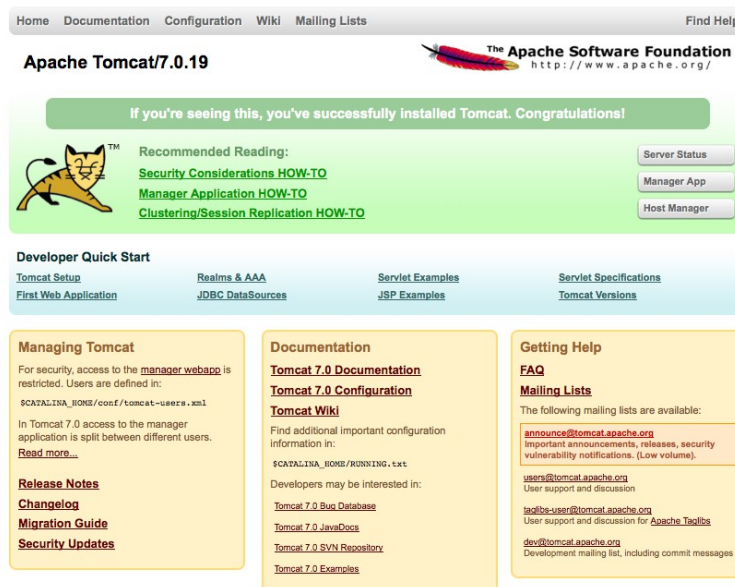 Home Documentation Configuration Wiki Mailing Lists Find Help
Apache Tomcat/7.0.19
The Apache Software Foundation
http://www.apache.org/
If you're seeing this, you've successfully installed Tomcat. Congratulations!
TM
Recommended Reading:
Security Considerations HOW-TO
Manager Application HOW-TO
Clustering/Session Replication HOW-TO
Server Status
Manager App
Host Manager
Developer Quick Start
Tomcat Setup Realms & AAA Servlet Examples Servlet Specifications
First Web Application JDBC DataSources JSP Examples Tomcat Versions
Managing Tomcat
For security, access to the manager webapp is
restricted. Users are defined in:
$CATALINA_HOME/conf/tomcat-users.xml
In Tomcat 7.0 access to the manager
application is split between different users.
Read more...
Release Notes
Changelog
Migration Guide
Security Updates
Documentation
Tomcat 7.0 Documentation
Tomcat 7.0 Configuration
Tomcat Wiki
Find additional important configuration
information in:
$CATALINA_HOME/RUNNING.txt
Developers may be interested in:
Tomcat 7.0 Bug Database
Tomcat 7.0 JavaDocs
Tomcat 7.0 SVN Repository
Tomcat 7.0 Examples
Getting Help
FAQ
Mailing Lists
The following mailing lists are available:
announce@tomcat.apache.org
Important announcements, releases, security
vulnerability notifications. (Low volume).
users@tomcat.apache.org
User support and discussion
taglibs-user@tomcat.apache.org
User support and discussion for Apache Taglibs
dev@tomcat.apache.org
Development mailing list, including commit messages